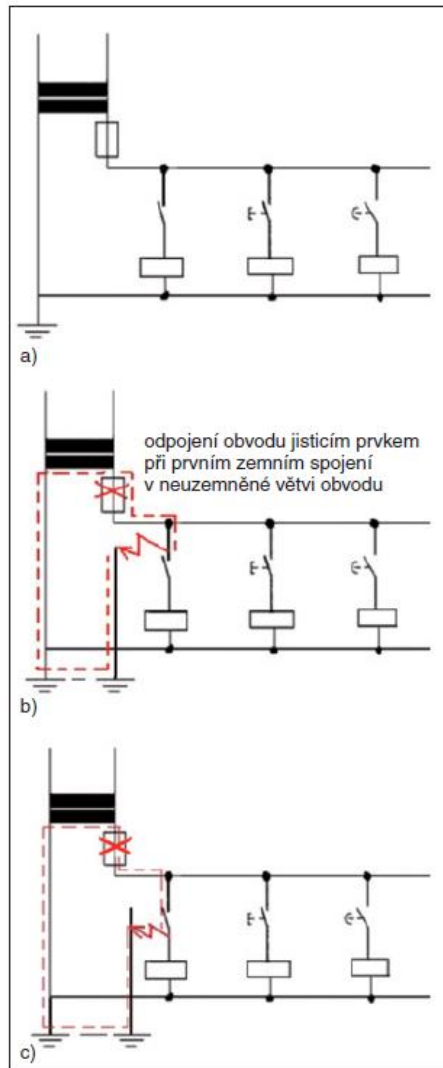 a)
odpojení obvodu jisticím prvkem
při prvním zemním spojení
v neuzemněné větvi obvodu
b)
c)